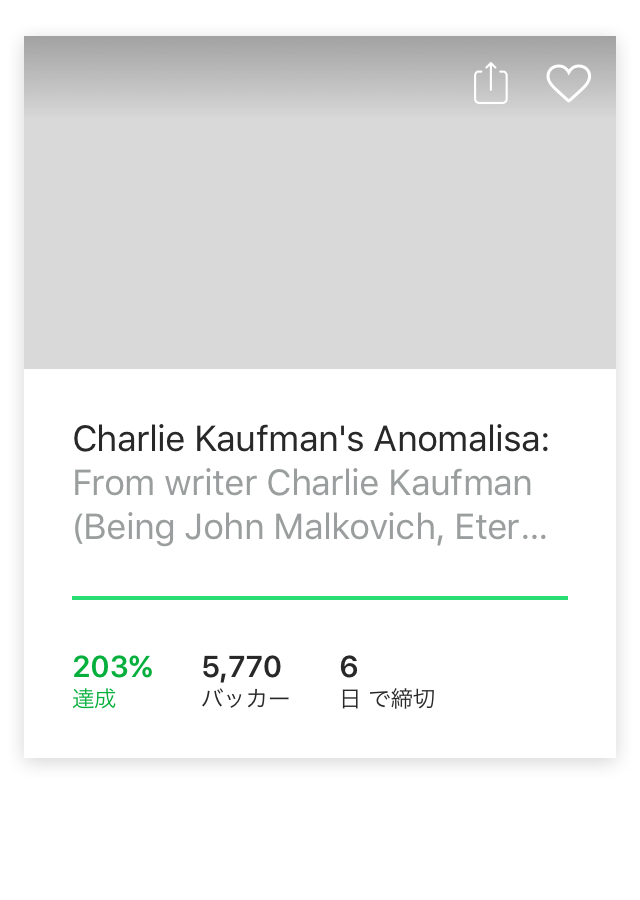 Charlie Kaufman's Anomalisa:
From writer Charlie Kaufman
(Being John Malkovich, Eter...
203% 5,770 6
達成 バッカー 日 で締切